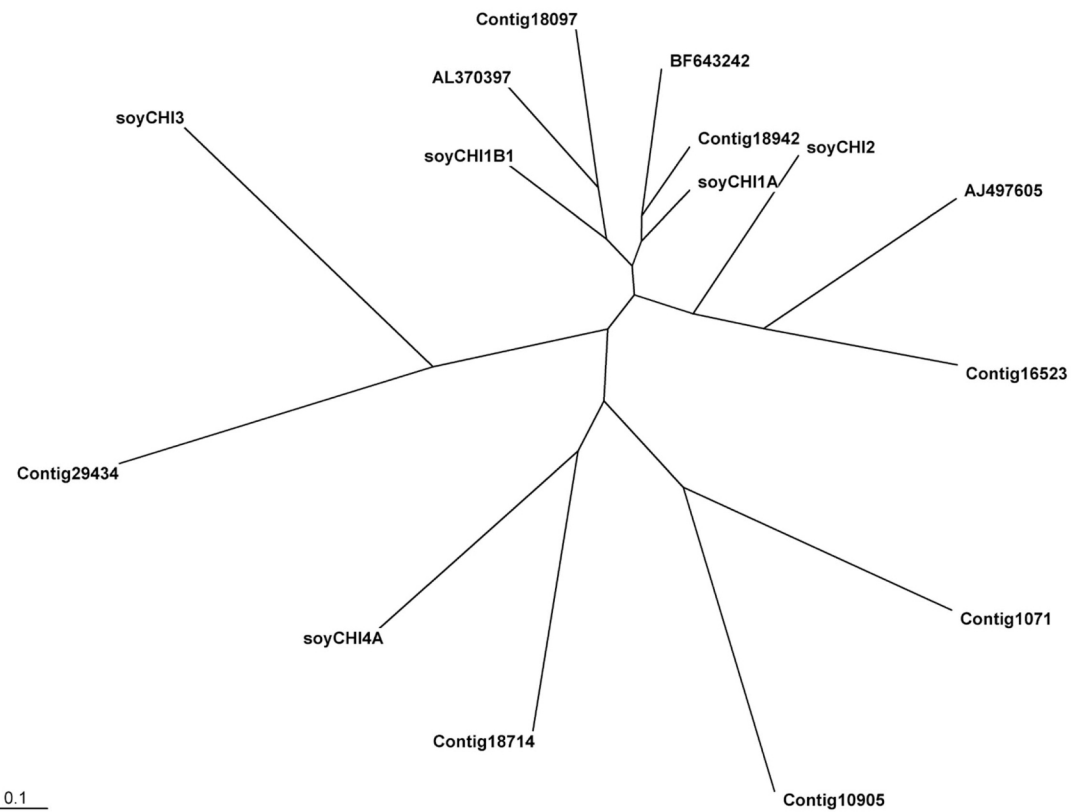 Contig18097
BF643242
AL370397
soyCHI3
Contig18942
soyCHI2
soyCHI1B1
soyCHI1A
AJ497605
Contig16523
Contig29434
Contig1071
soyCHI4A
Contig18714
0.1
Contig10905